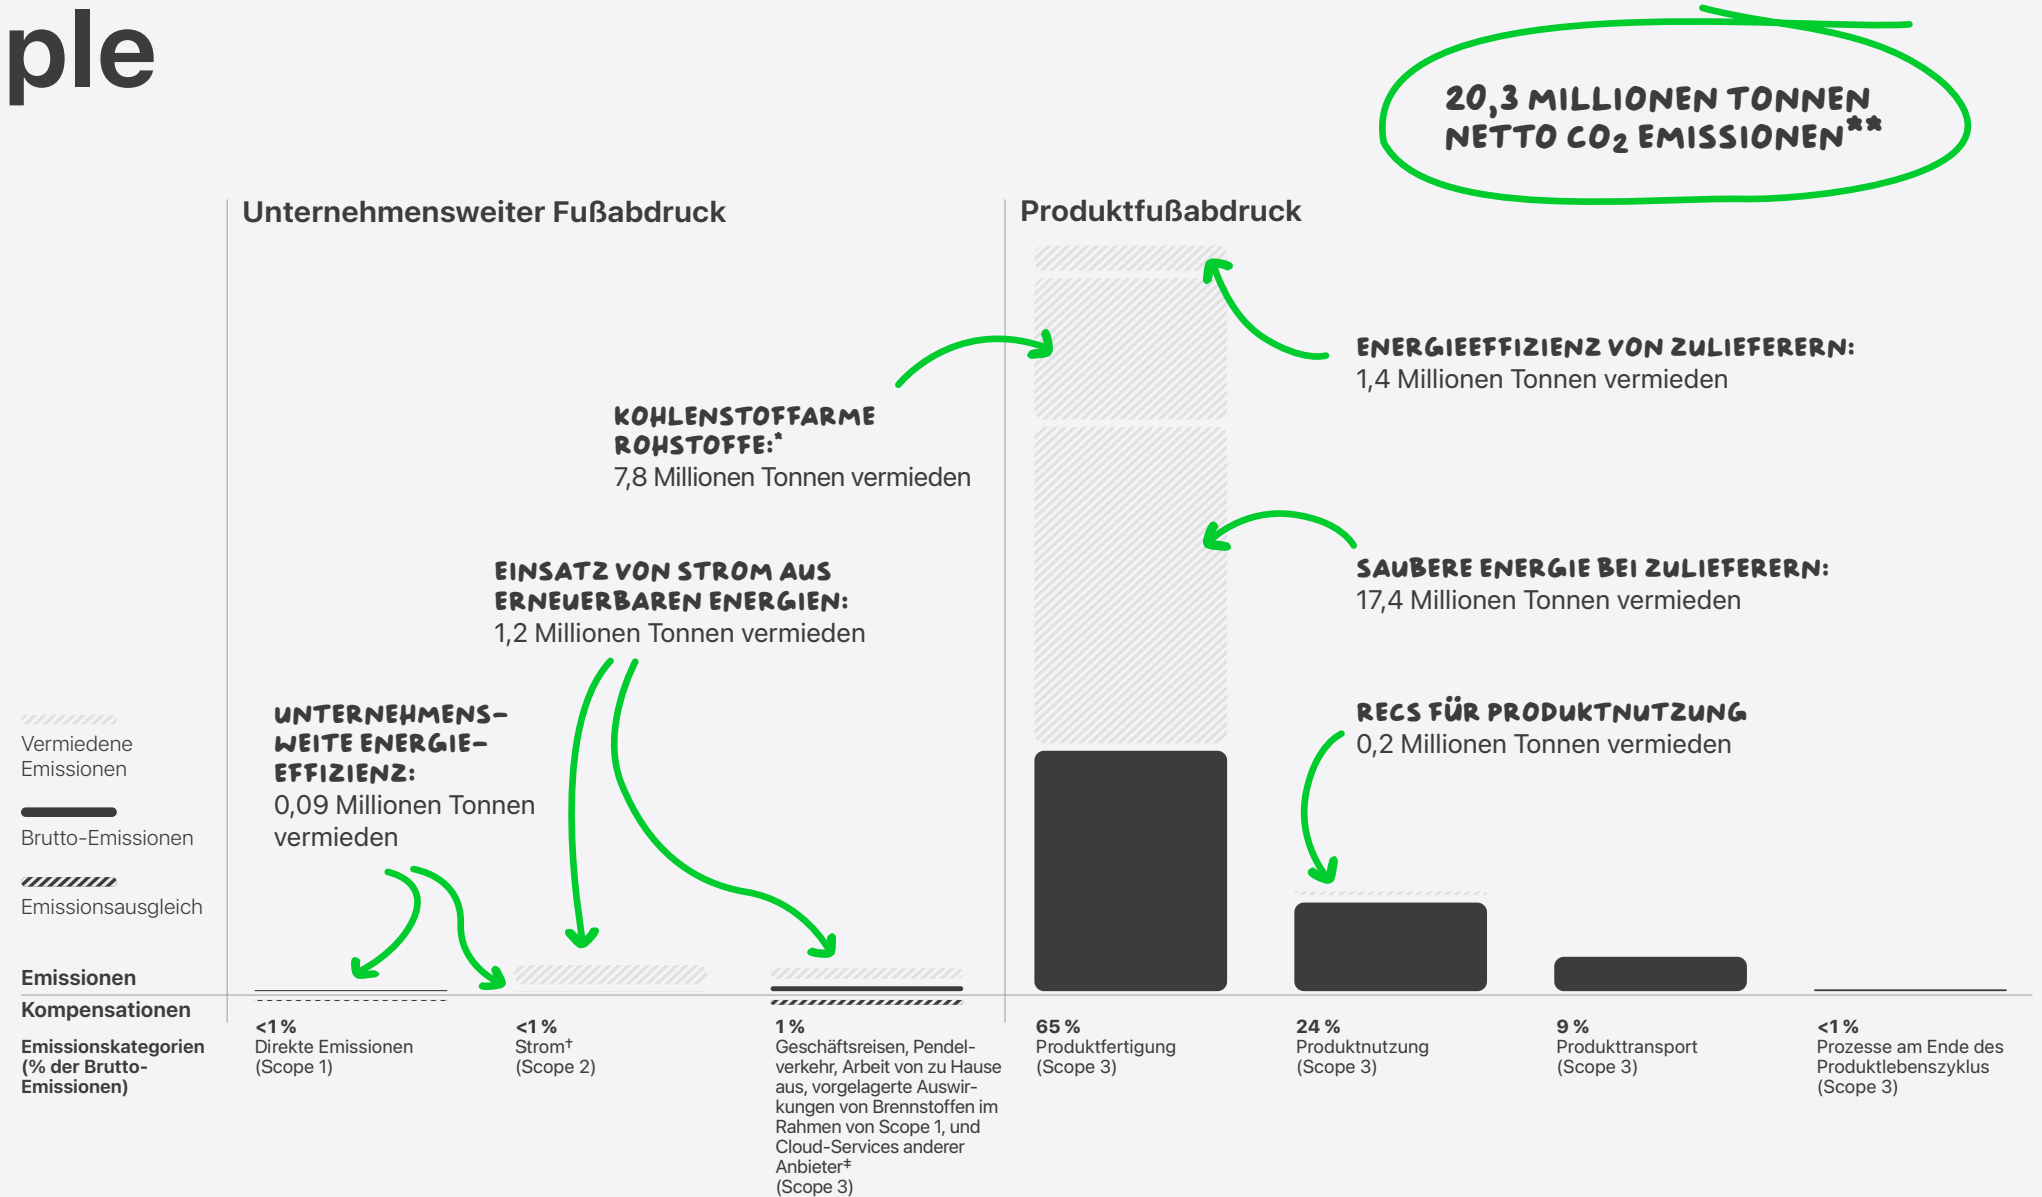 ple
20,3 MILLIONEN TONNEN
NETTO CO₂ EMISSIONEN**
Unternehmensweiter Fußabdruck
Produktfußabdruck
ENERGIEEFFIZIENZ VON ZULIEFERERN:
1,4 Millionen Tonnen vermieden
KOHLENSTOFFARME
ROHSTOFFE:*
7,8 Millionen Tonnen vermieden
EINSATZ VON STROM AUS
ERNEUERBAREN ENERGIEN:
1,2 Millionen Tonnen vermieden
SAUBERE ENERGIE BEI ZULIEFERERN:
17,4 Millionen Tonnen vermieden
UNTERNEHMENS-
WEITE ENERGIE-
EFFIZIENZ:
0,09 Millionen Tonnen
vermieden
RECS FÜR PRODUKTNUTZUNG
0,2 Millionen Tonnen vermieden
Vermiedene
Emissionen
Brutto-Emissionen
Emissionsausgleich
Emissionen
Kompensationen
Emissionskategorien
(% der Brutto-
Emissionen)
<1 %
Direkte Emissionen
(Scope 1)
<1 %
Strom†
(Scope 2)
1 %
Geschäftsreisen, Pendel-
verkehr, Arbeit von zu Hause
aus, vorgelagerte Auswir-
kungen von Brennstoffen im
Rahmen von Scope 1, und
Cloud-Services anderer
Anbieter‡
(Scope 3)
65 %
Produktfertigung
(Scope 3)
24 %
Produktnutzung
(Scope 3)
9 %
Produkttransport
(Scope 3)
<1 %
Prozesse am Ende des
Produktlebenszyklus
(Scope 3)